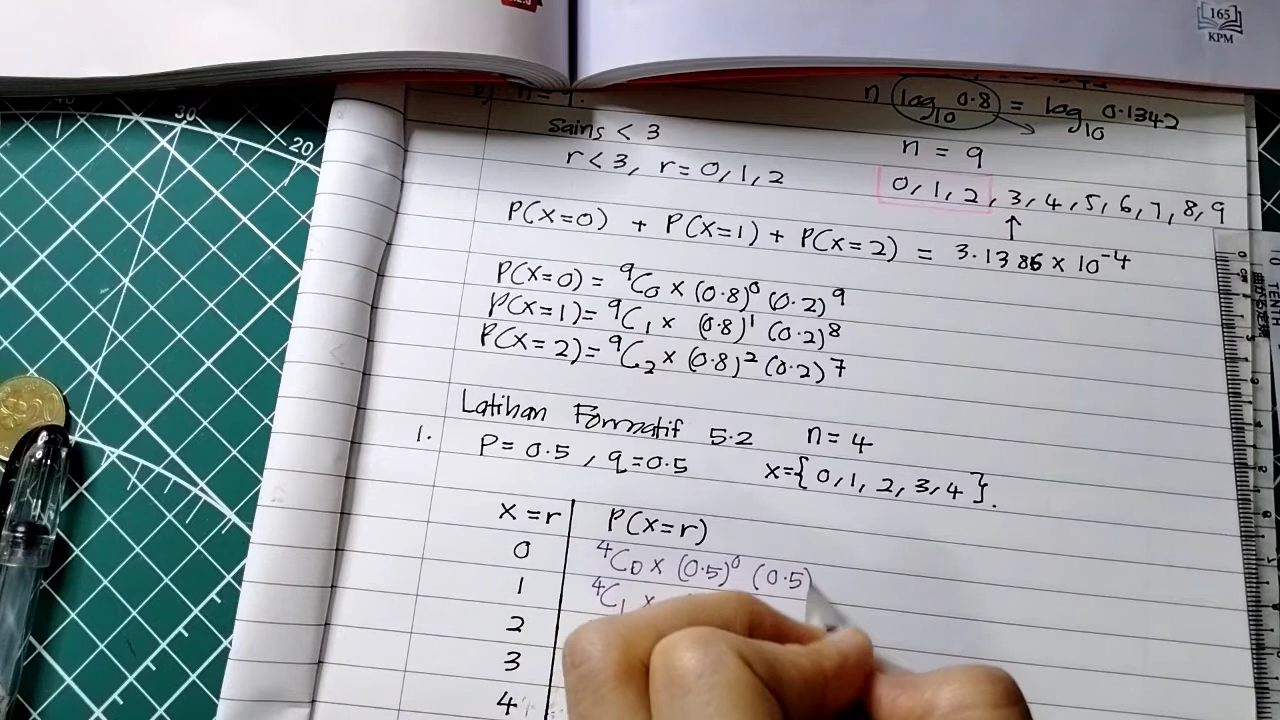 165
KPM
n log₁₀ 0.8 = log₁₀ 0.1342
n = 9
Sains < 3
r < 3, r = 0, 1, 2
0, 1, 2, 3, 4, 5, 6, 7, 8, 9
P(X=0) + P(X=1) + P(X=2) = 3.1386 × 10⁻⁴
P(X=0) = ⁹C₀ × (0.8)⁰ (0.2)⁹
P(X=1) = ⁹C₁ × (0.8)¹ (0.2)⁸
P(X=2) = ⁹C₂ × (0.8)² (0.2)⁷
Latihan Formatif 5.2 n = 4
1. P = 0.5, q = 0.5 x = {0, 1, 2, 3, 4}.
X = r P(X=r)
0 ⁴C₀ × (0.5)⁰ (0.5)
1 ⁴C₁ ×
2
3
4
30
20